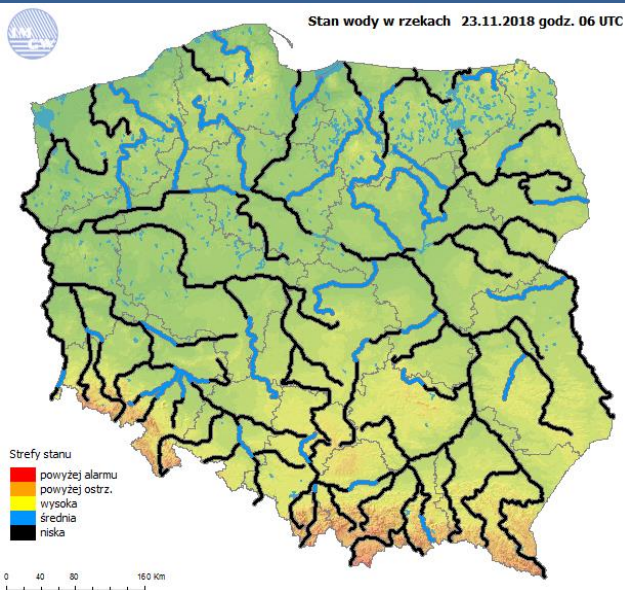 Stan wody w rzekach 23.11.2018 godz. 06 UTC
IMGW
Strefy stanu
powyżej alarmu
powyżej ostrz.
wysoka
średnia
niska
0 40 80 160 Km